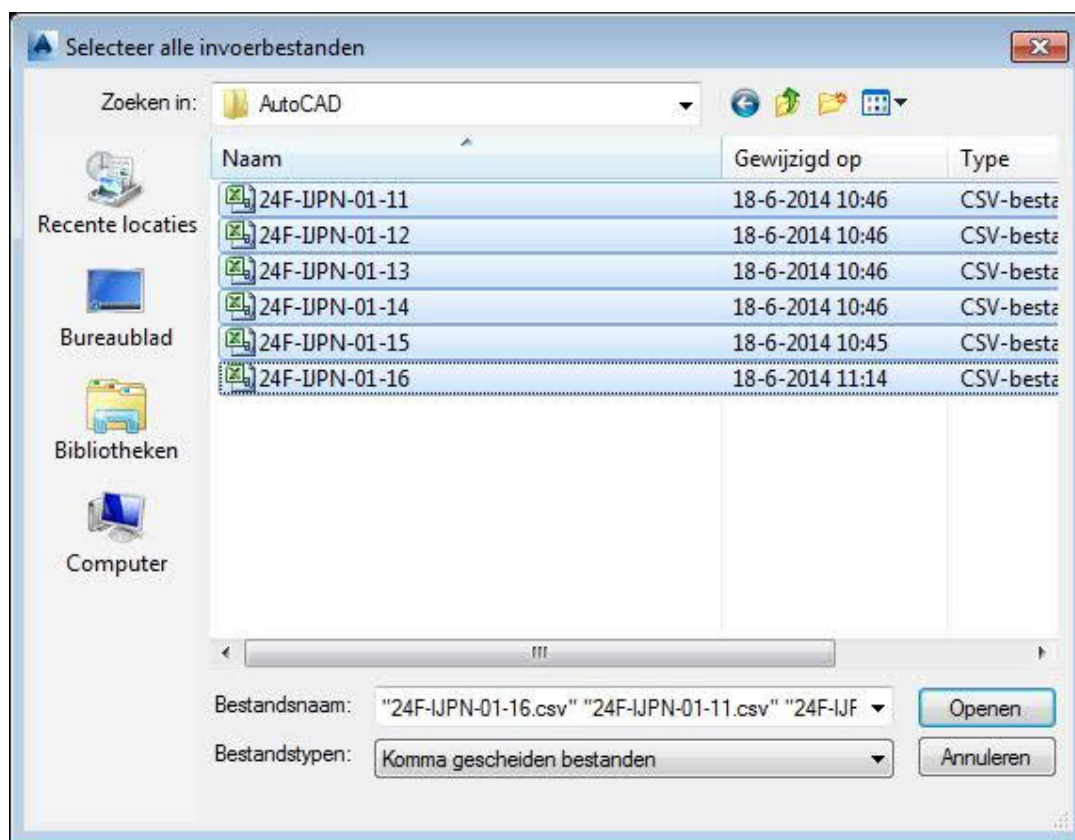 Selecteer alle invoerbestanden
Zoeken in: AutoCAD
Naam Gewijzigd op Type
24F-IJPN-01-11 18-6-2014 10:46 CSV-besta
24F-IJPN-01-12 18-6-2014 10:46 CSV-besta
24F-IJPN-01-13 18-6-2014 10:46 CSV-besta
24F-IJPN-01-14 18-6-2014 10:46 CSV-besta
24F-IJPN-01-15 18-6-2014 10:45 CSV-besta
24F-IJPN-01-16 18-6-2014 11:14 CSV-besta
Recente locaties
Bureaublad
Bibliotheken
Computer
Bestandsnaam: "24F-IJPN-01-16.csv" "24F-IJPN-01-11.csv" "24F-IJF Openen
Bestandstypen: Komma gescheiden bestanden Annuleren